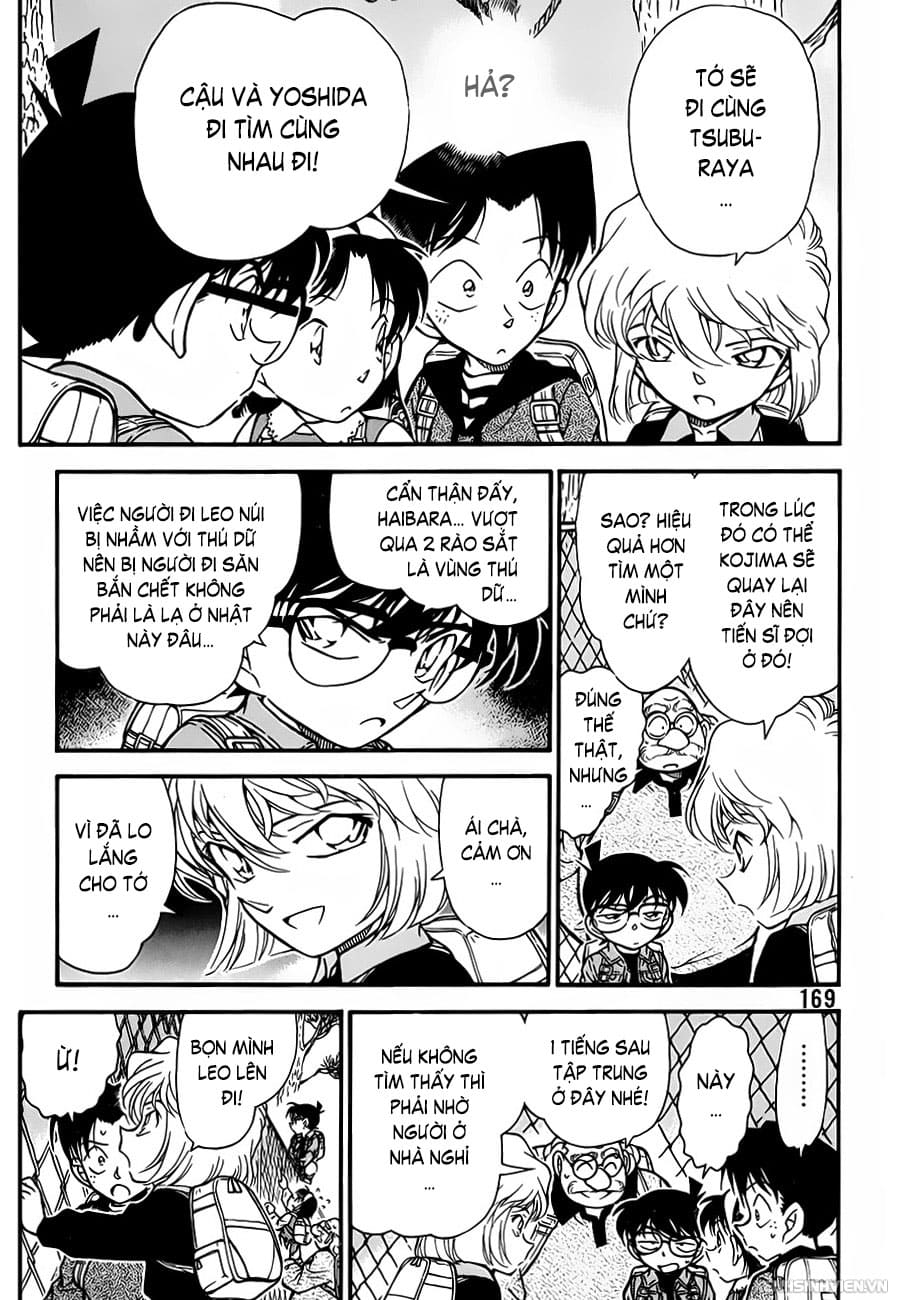 TỚ SẼ
ĐI CÙNG
TSUBU-
RAYA
...
HẢ?
CẬU VÀ YOSHIDA
ĐI TÌM CÙNG
NHAU ĐI!
TRONG LÚC
ĐÓ CÓ THỂ
KOJIMA SẼ
QUAY LẠI
ĐÂY NÊN
TIẾN SĨ ĐỢI
Ở ĐÓ!
SAO? HIỆU
QUẢ HƠN
TÌM MỘT
MÌNH
CHỨ?
ĐÚNG
THẾ
THẬT,
NHƯNG
...
CẨN THẬN ĐẤY,
HAIBARA... VƯỢT
QUA 2 RÀO SẮT
LÀ VÙNG THÚ
DỮ...
VIỆC NGƯỜI ĐI LEO NÚI
BỊ NHẦM VỚI THÚ DỮ
NÊN BỊ NGƯỜI ĐI SĂN
BẮN CHẾT KHÔNG
PHẢI LÀ LẠ Ở NHẬT
NÀY ĐÂU...
ÁI CHÀ,
CẢM ƠN
...
VÌ ĐÃ LO
LẮNG
CHO TỚ
...
169
.........
NÀY
...
1 TIẾNG SAU
TẬP TRUNG
Ở ĐÂY NHÉ!
NẾU KHÔNG
TÌM THẤY THÌ
PHẢI NHỜ
NGƯỜI Ở
NHÀ NGHỈ
...
BỌN MÌNH
LEO LÊN
ĐI!
Ừ!